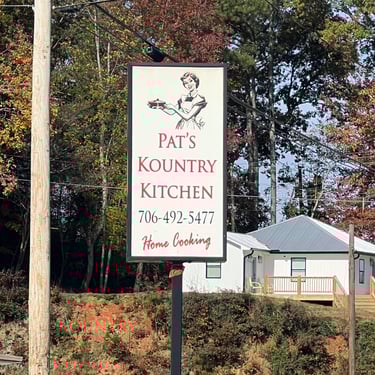 PAT'S
KOUNTRY
KITCHEN
706-492-5477
Home Cooking